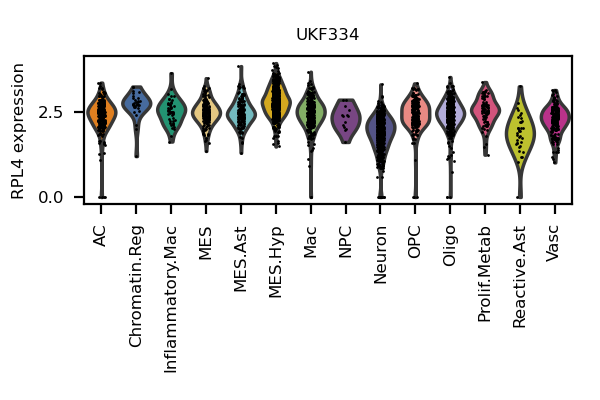 UKF334
RPL4 expression
2.5
0.0
AC
Chromatin.Reg
Inflammatory.Mac
MES
MES.Ast
MES.Hyp
Mac
NPC
Neuron
OPC
Oligo
Prolif.Metab
Reactive.Ast
Vasc